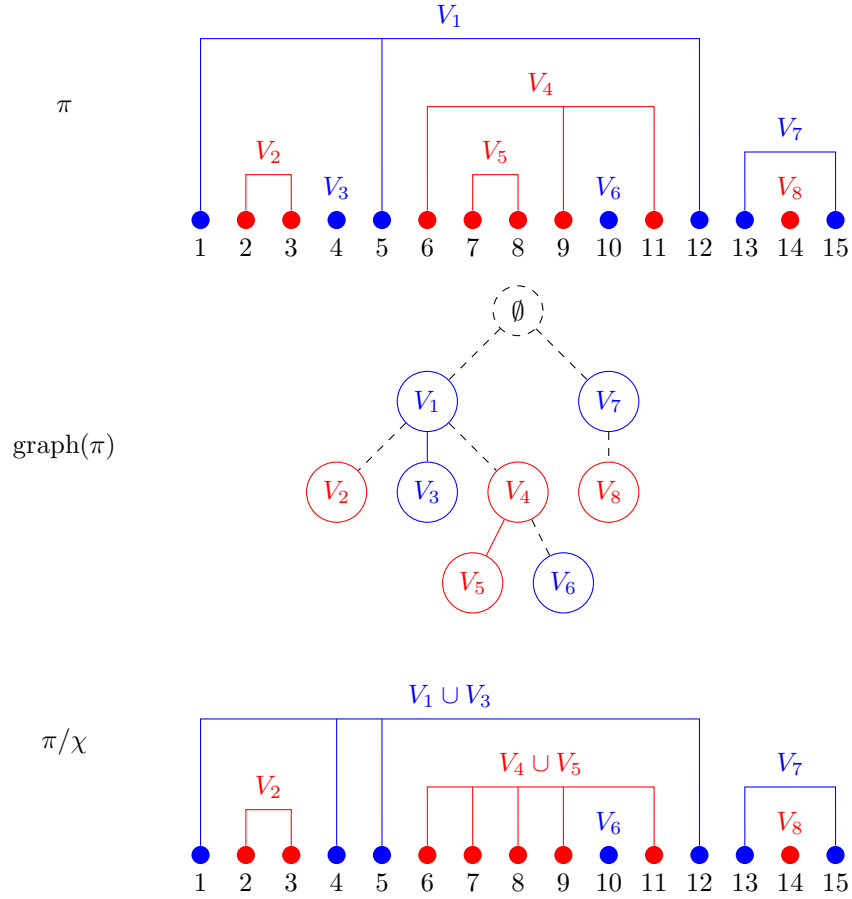 V₁
V₄
π
V₇
V₂ V₅
V₃ V₆ V₈
1 2 3 4 5 6 7 8 9 10 11 12 13 14 15
∅
V₁ V₇
graph(π)
V₂ V₃ V₄ V₈
V₅ V₆
V₁ ∪ V₃
π/χ
V₄ ∪ V₅ V₇
V₂
V₆ V₈
1 2 3 4 5 6 7 8 9 10 11 12 13 14 15